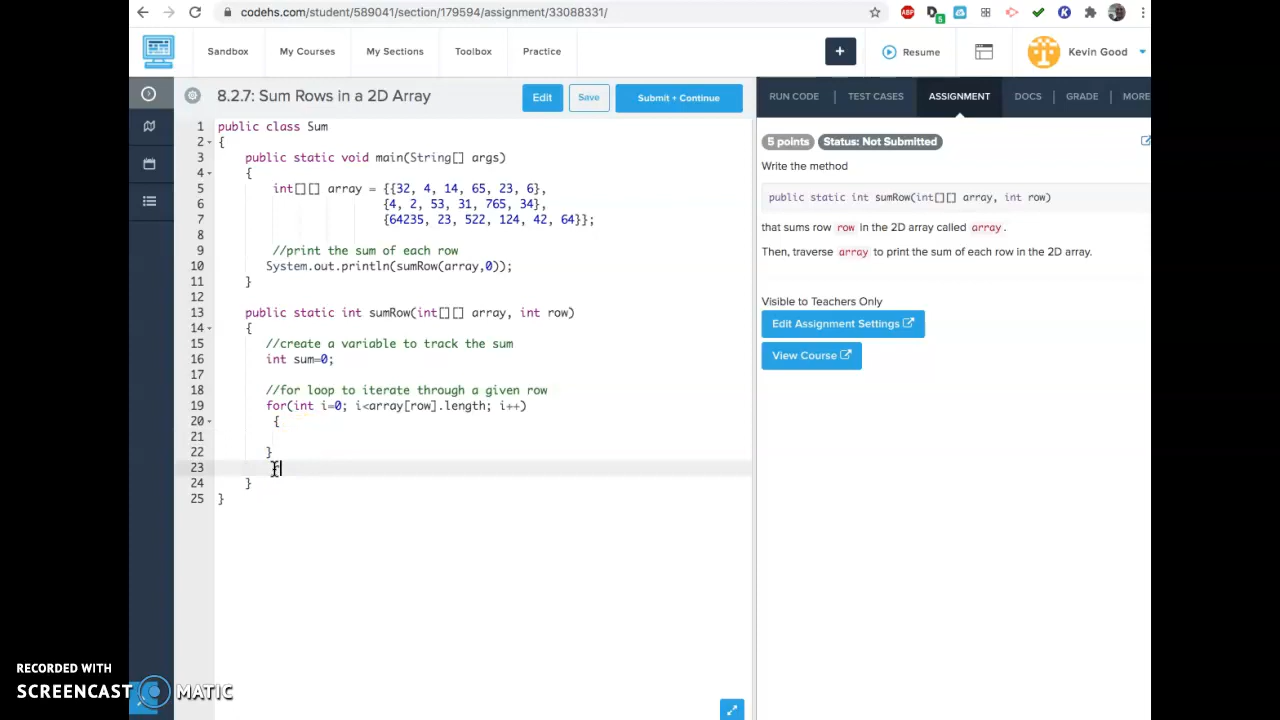 codehs.com/student/589041/section/179594/assignment/33088331/
ABP
5
K
Sandbox
My Courses
My Sections
Toolbox
Practice
+
Resume
Kevin Good
8.2.7: Sum Rows in a 2D Array
Edit
Save
Submit + Continue
RUN CODE
TEST CASES
ASSIGNMENT
DOCS
GRADE
MORE
1 public class Sum
2 {
3 public static void main(String[] args)
4 {
5 int[][] array = {{32, 4, 14, 65, 23, 6},
6 {4, 2, 53, 31, 765, 34},
7 {64235, 23, 522, 124, 42, 64}};
8
9 //print the sum of each row
10 System.out.println(sumRow(array,0));
11 }
12
13 public static int sumRow(int[][] array, int row)
14 {
15 //create a variable to track the sum
16 int sum=0;
17
18 //for loop to iterate through a given row
19 for(int i=0; i<array[row].length; i++)
20 {
21
22 }
23
24 }
25 }
5 points
Status: Not Submitted
Write the method
public static int sumRow(int[][] array, int row)
that sums row row in the 2D array called array.
Then, traverse array to print the sum of each row in the 2D array.
Visible to Teachers Only
Edit Assignment Settings
View Course
RECORDED WITH
SCREENCAST MATIC